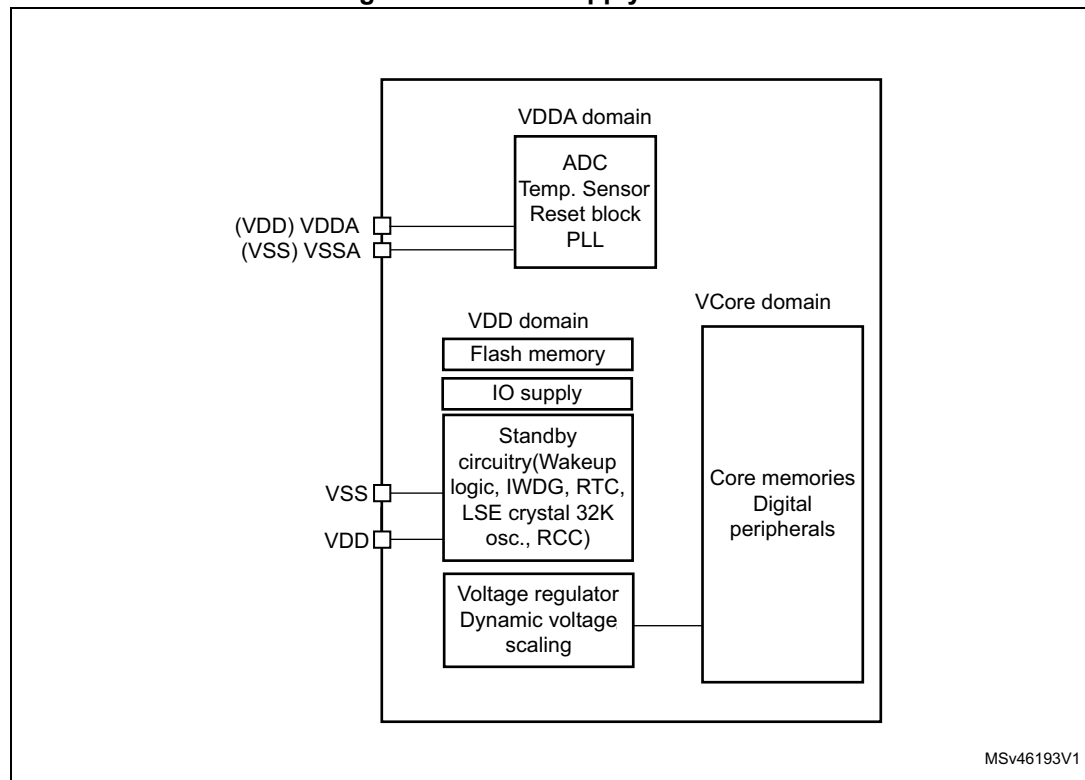 VDDA domain
ADC
Temp. Sensor
Reset block
PLL
(VDD) VDDA
(VSS) VSSA
VCore domain
VDD domain
Flash memory
IO supply
Standby
circuitry(Wakeup
logic, IWDG, RTC,
LSE crystal 32K
osc., RCC)
VSS
VDD
Core memories
Digital
peripherals
Voltage regulator
Dynamic voltage
scaling
MSv46193V1